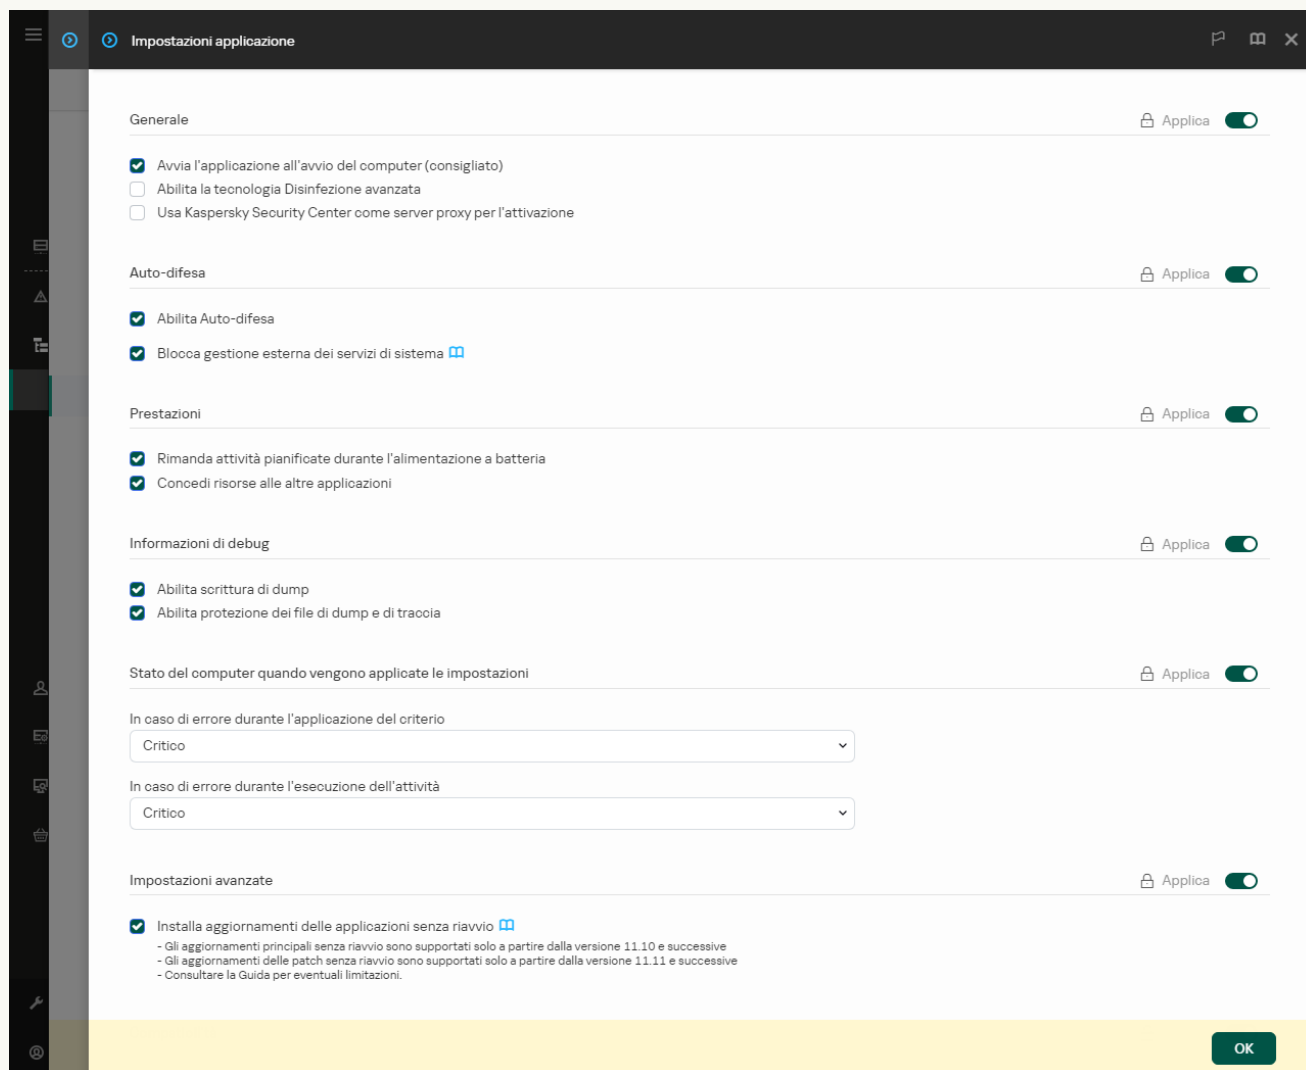 Impostazioni applicazione
Generale
Applica
Avvia l'applicazione all'avvio del computer (consigliato)
Abilita la tecnologia Disinfezione avanzata
Usa Kaspersky Security Center come server proxy per l'attivazione
Auto-difesa
Applica
Abilita Auto-difesa
Blocca gestione esterna dei servizi di sistema
Prestazioni
Applica
Rimanda attività pianificate durante l'alimentazione a batteria
Concedi risorse alle altre applicazioni
Informazioni di debug
Applica
Abilita scrittura di dump
Abilita protezione dei file di dump e di traccia
Stato del computer quando vengono applicate le impostazioni
Applica
In caso di errore durante l'applicazione del criterio
Critico
In caso di errore durante l'esecuzione dell'attività
Critico
Impostazioni avanzate
Applica
Installa aggiornamenti delle applicazioni senza riavvio
- Gli aggiornamenti principali senza riavvio sono supportati solo a partire dalla versione 11.10 e successive
- Gli aggiornamenti delle patch senza riavvio sono supportati solo a partire dalla versione 11.11 e successive
- Consultare la Guida per eventuali limitazioni.
OK